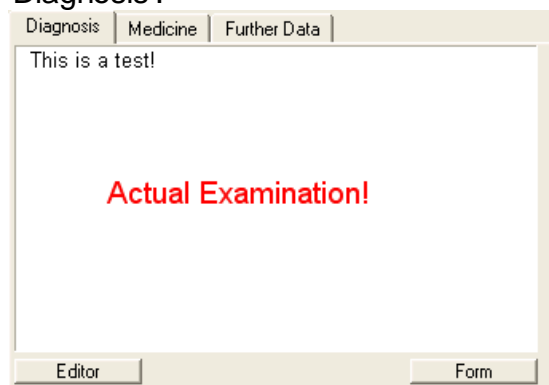 Diagnosis:
Diagnosis Medicine Further Data
This is a test!
Actual Examination!
Editor Form